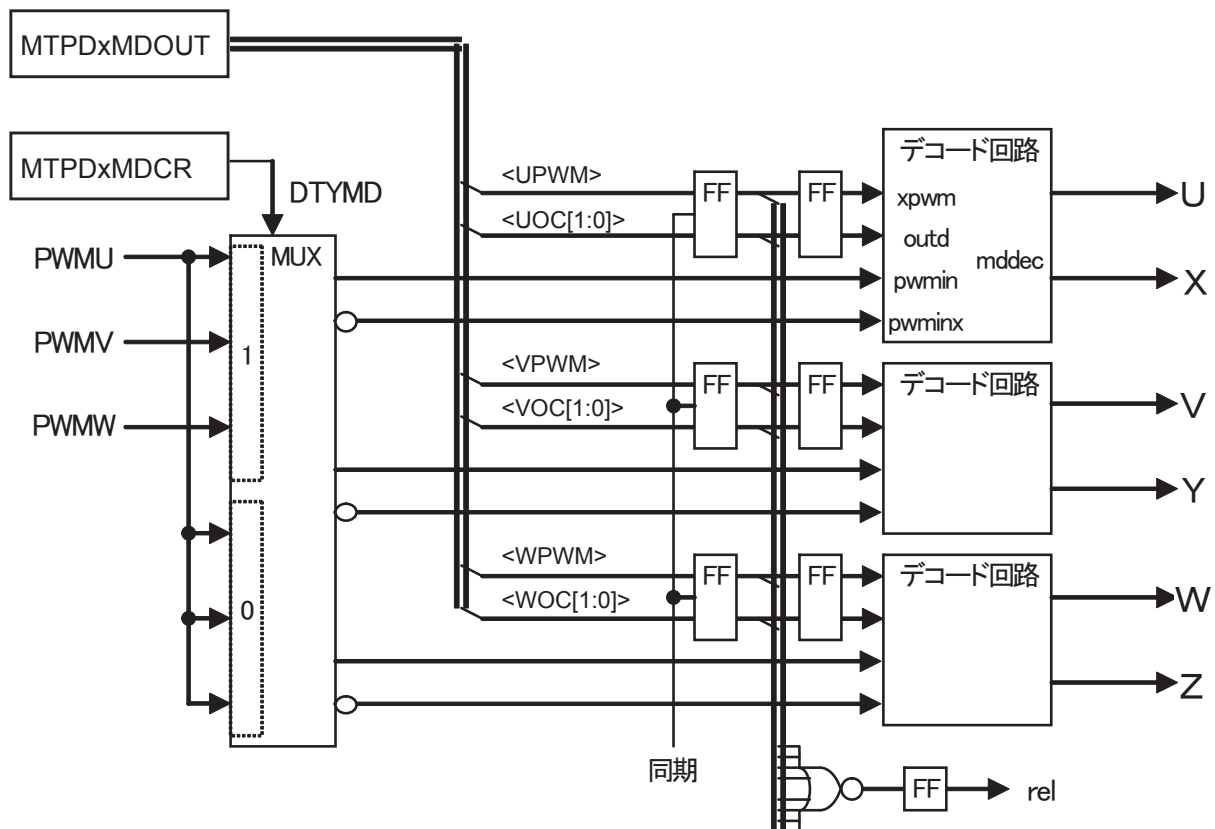 MTPDxMDOUT
MTPDxMDCR
DTYMD
PWMU
PWMV
PWMW
MUX
1
0
<UPWM>
<UOC[1:0]>
FF
FF
デコード回路
xpwm
outd
mddec
pwmin
pwminx
U
X
<VPWM>
<VOC[1:0]>
FF
FF
デコード回路
V
Y
<WPWM>
<WOC[1:0]>
FF
FF
デコード回路
W
Z
同期
FF
rel